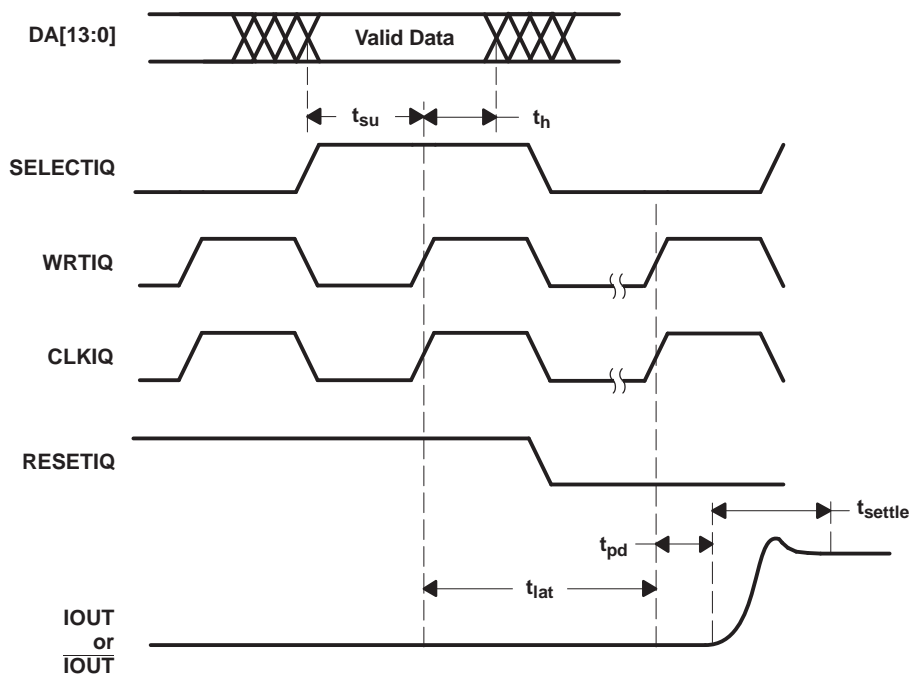 DA[13:0]
Valid Data
tsu
th
SELECTIQ
WRTIQ
CLKIQ
RESETIQ
tsettle
tpd
tlat
IOUT
or
IOUT